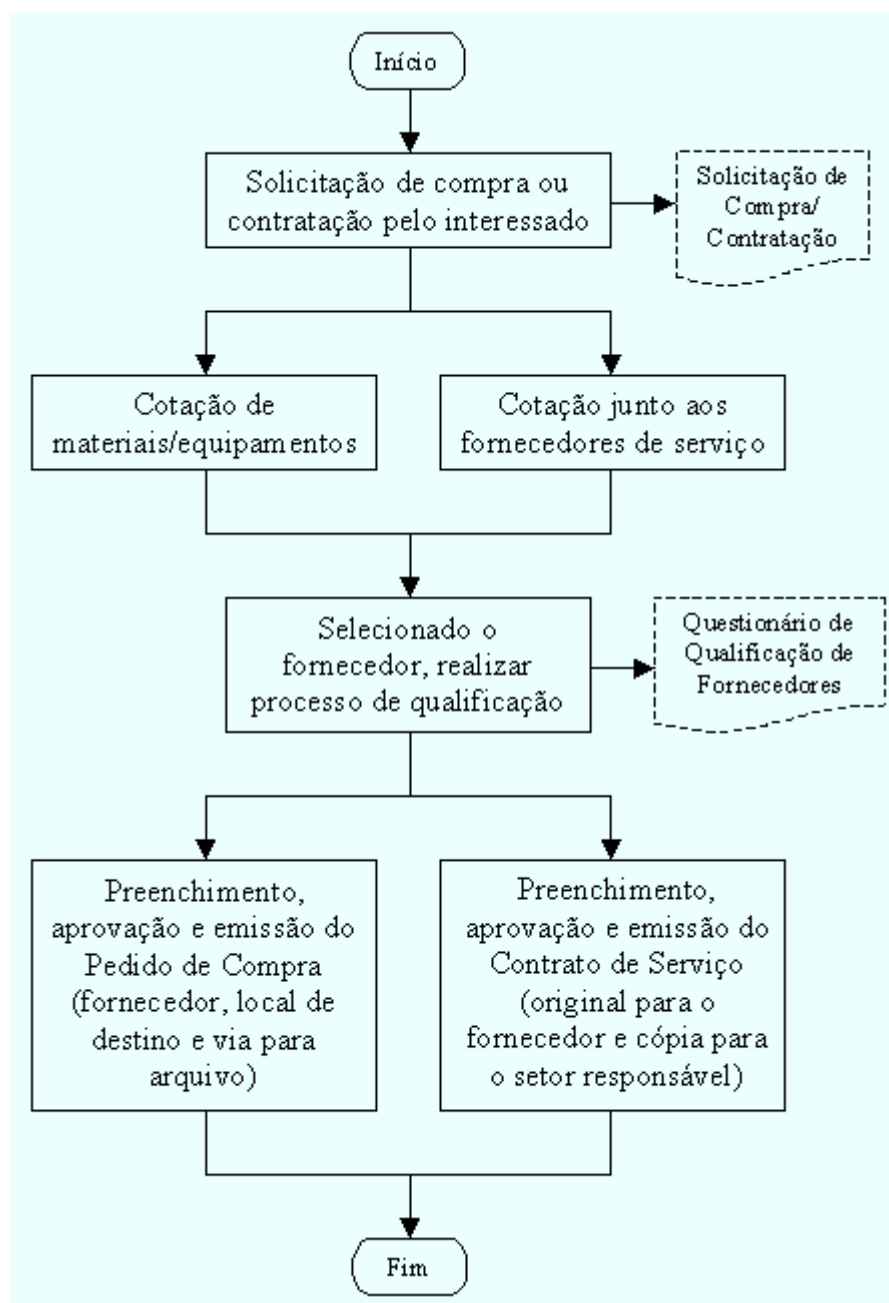 Início
Solicitação de compra ou
contratação pelo interessado
Solicitação de
Compra/
Contratação
Cotação de
materiais/equipamentos
Cotação junto aos
fornecedores de serviço
Selecionado o
fornecedor, realizar
processo de qualificação
Questionário de
Qualificação de
Fornecedores
Preenchimento,
aprovação e emissão do
Pedido de Compra
(fornecedor, local de
destino e via para
arquivo)
Preenchimento,
aprovação e emissão do
Contrato de Serviço
(original para o
fornecedor e cópia para
o setor responsável)
Fim